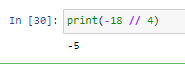 In [30]: print(-18 // 4)
-5